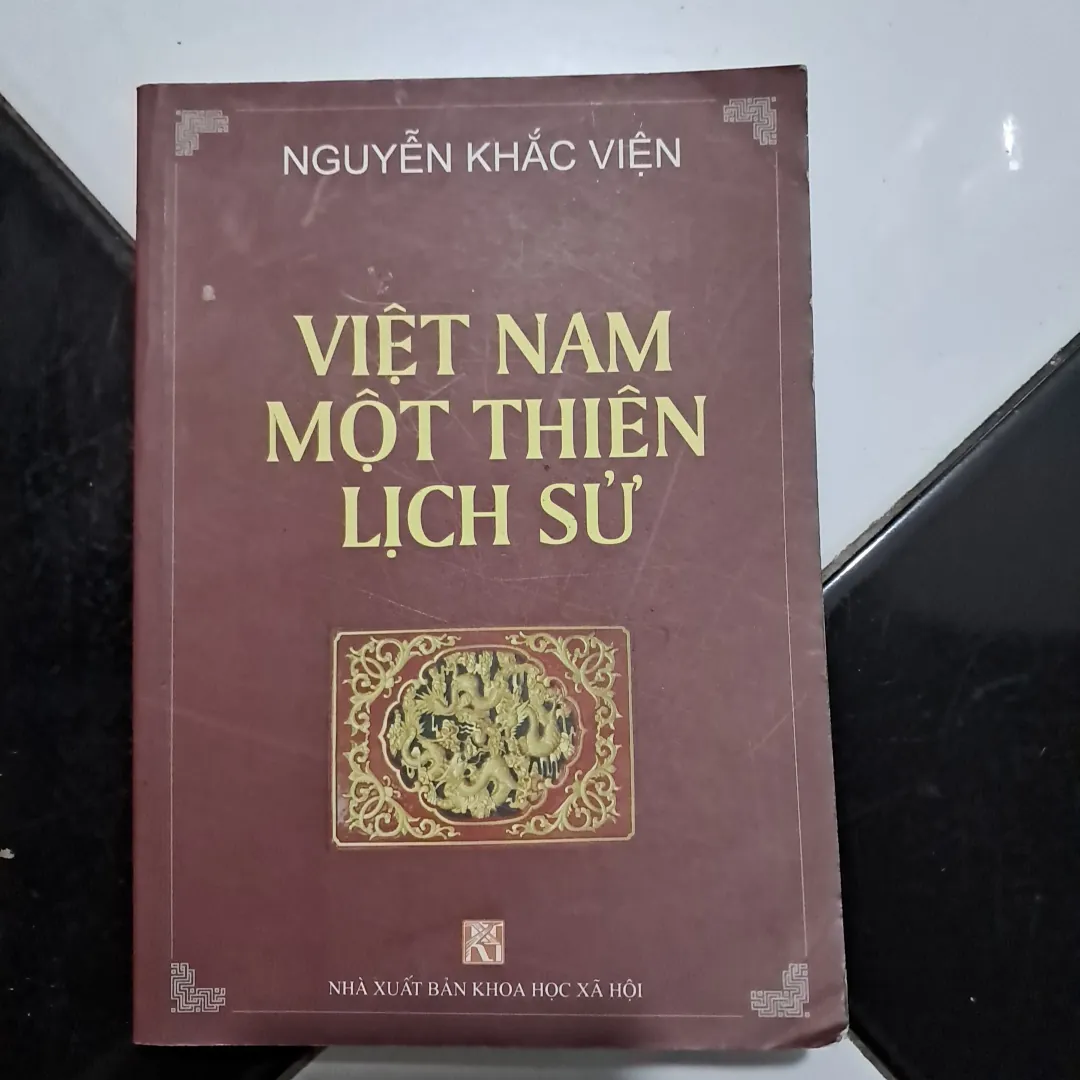 NGUYỄN KHẮC VIỆN
VIỆT NAM
MỘT THIÊN
LỊCH SỬ
NHÀ XUẤT BẢN KHOA HỌC XÃ HỘI